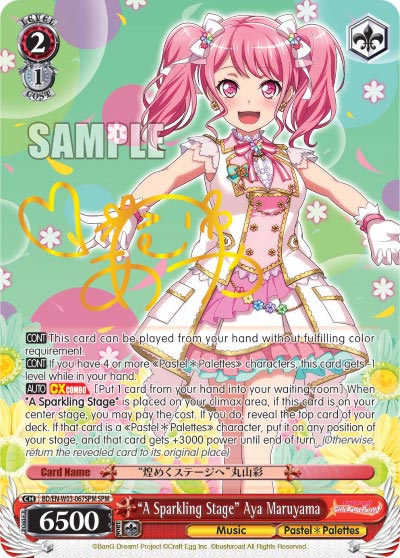 LEVEL
2
1
COST
SAMPLE
CONT This card can be played from your hand without fulfilling color
requirement.
CONT If you have 4 or more «Pastel＊Palettes» characters, this card gets -1
level while in your hand.
AUTO CX COMBO [Put 1 card from your hand into your waiting room] When
"A Sparkling Stage" is placed on your climax area, if this card is on your
center stage, you may pay the cost. If you do, reveal the top card of your
deck. If that card is a «Pastel＊Palettes» character, put it on any position
of your stage, and that card gets +3000 power until end of turn. (Otherwise,
return the revealed card to its original place)
Card Name
"煌めくステージへ"丸山彩
CH BD/EN-W03-067SPM SPM
POWER
6500
"A Sparkling Stage" Aya Maruyama
Music
Pastel＊Palettes
©BanG Dream! Project ©Craft Egg Inc. ©bushiroad All Rights Reserved.